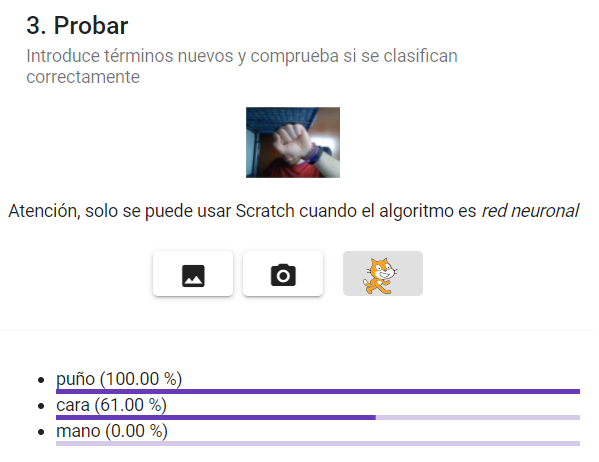 3. Probar
Introduce términos nuevos y comprueba si se clasifican
correctamente
Atención, solo se puede usar Scratch cuando el algoritmo es red neuronal
puño (100.00 %)
cara (61.00 %)
mano (0.00 %)